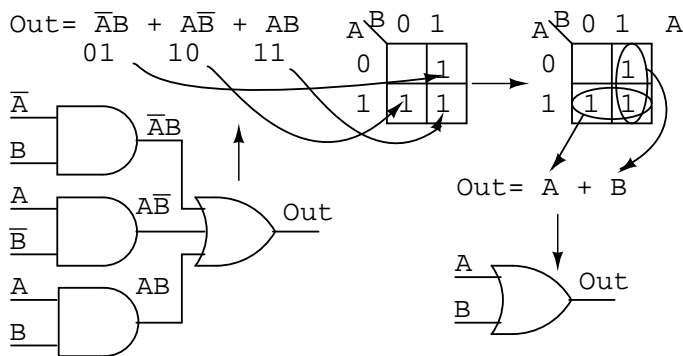 Out= A̅B + AB̅ + AB
01 10 11
A B 0 1
0 1
1 1 1
A B 0 1 A
0 1
1 1 1
Out= A + B
A̅
B
A̅B
A
B̅
AB̅
A
B
AB
Out
A
B
Out